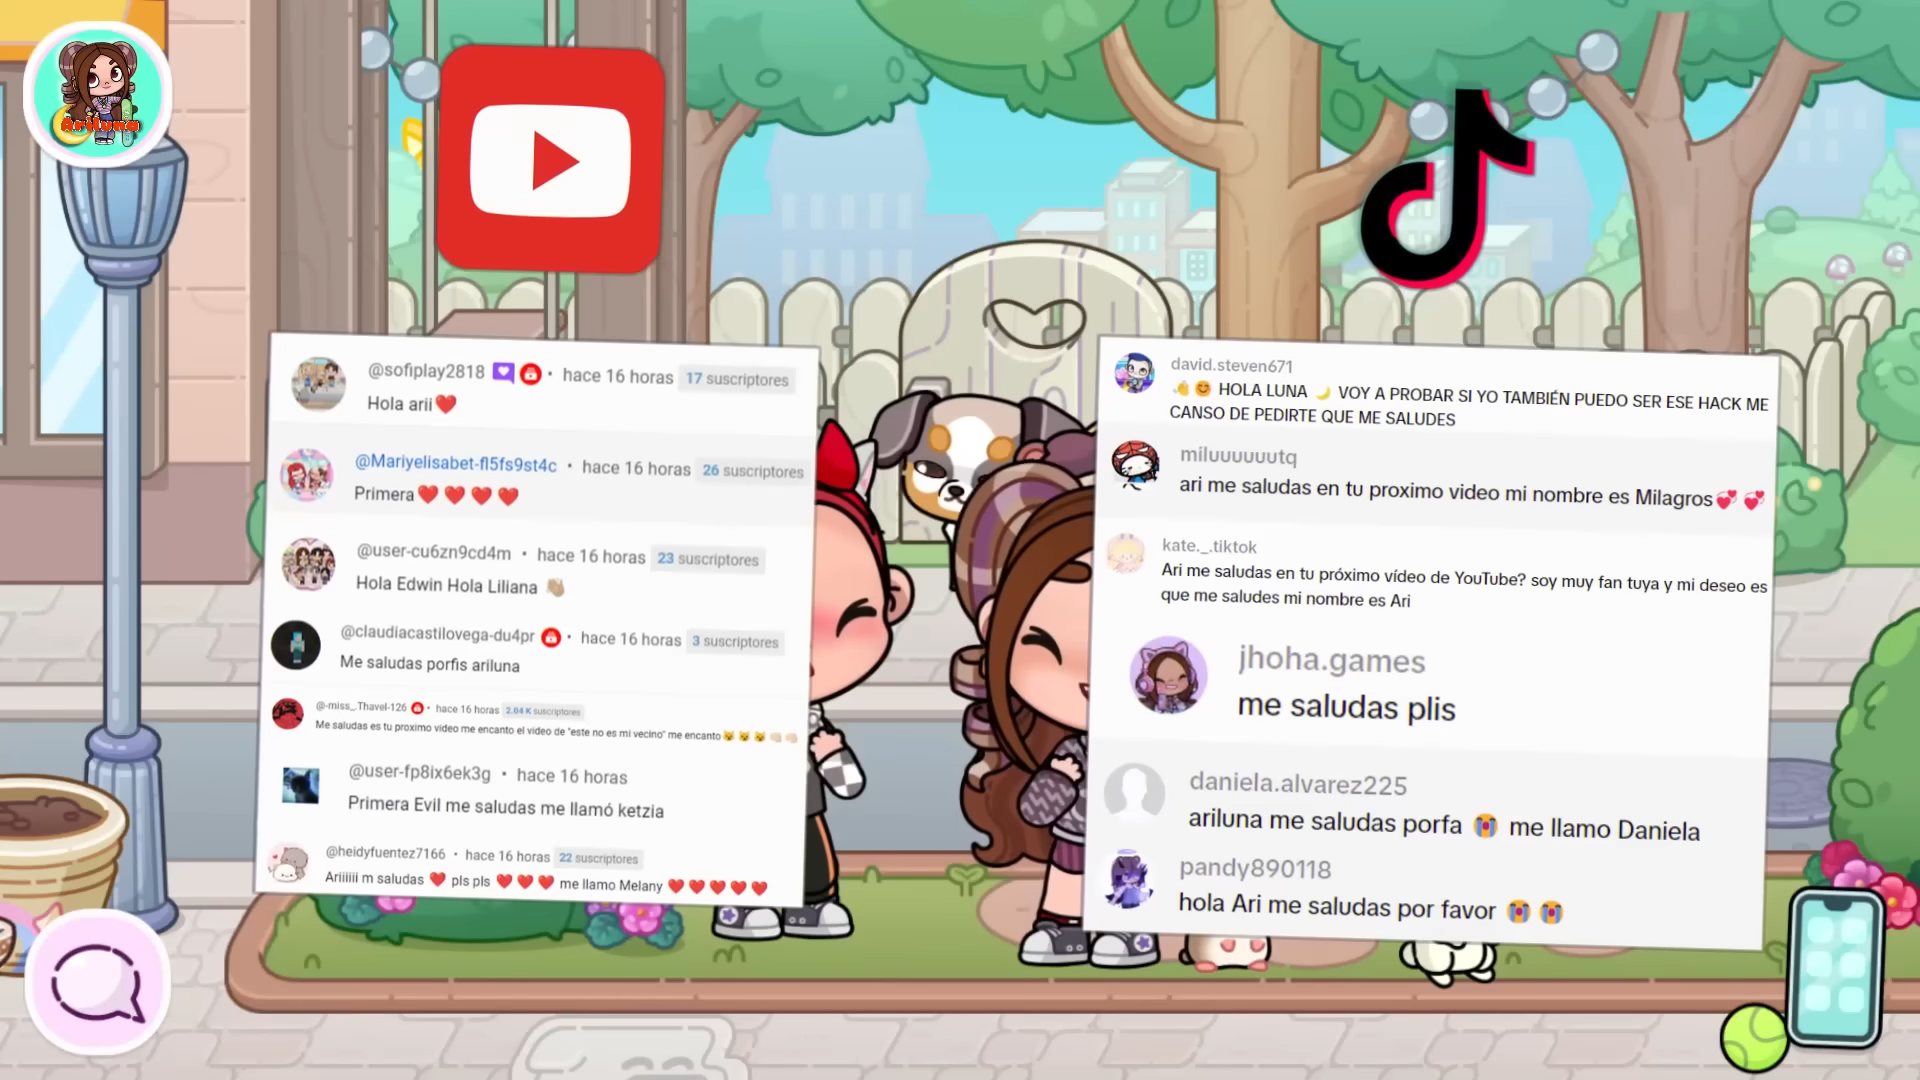 Ariluna
@sofiplay2818 • hace 16 horas 17 suscriptores
Hola arii❤️
@Mariyelisabet-fl5fs9st4c • hace 16 horas 26 suscriptores
Primera❤️ ❤️ ❤️ ❤️
@user-cu6zn9cd4m • hace 16 horas 23 suscriptores
Hola Edwin Hola Liliana 👋🏽
@claudiacastilovega-du4pr • hace 16 horas 3 suscriptores
Me saludas porfis ariluna
@-miss_.Thavel-126 • hace 16 horas 2.04 K suscriptores
Me saludas es tu proximo video me encanto el video de "este no es mi vecino" me encanto😼 😼 😼 👊🏻 👊🏻
@user-fp8ix6ek3g • hace 16 horas
Primera Evil me saludas me llamó ketzia
@heidyfuentez7166 • hace 16 horas 22 suscriptores
Ariiiiii m saludas ❤️ pls pls ❤️ ❤️ ❤️ me llamo Melany ❤️ ❤️ ❤️ ❤️ ❤️
david.steven671
👋 😊 HOLA LUNA 🌙 VOY A PROBAR SI YO TAMBIÉN PUEDO SER ESE HACK ME
CANSO DE PEDIRTE QUE ME SALUDES
miluuuuuutq
ari me saludas en tu proximo video mi nombre es Milagros💞 💞
kate._.tiktok
Ari me saludas en tu próximo vídeo de YouTube? soy muy fan tuya y mi deseo es
que me saludes mi nombre es Ari
jhoha.games
me saludas plis
daniela.alvarez225
ariluna me saludas porfa 😭 me llamo Daniela
pandy890118
hola Ari me saludas por favor 😭 😭